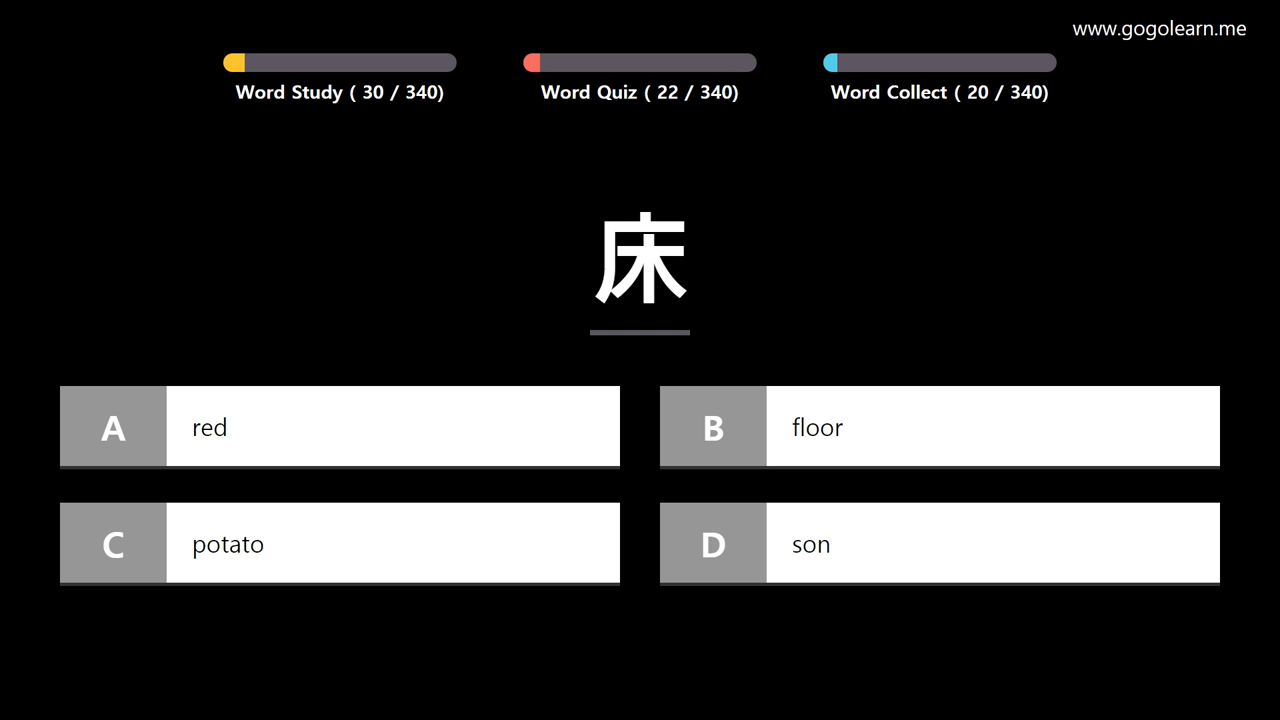 www.gogolearn.me
Word Study ( 30 / 340)
Word Quiz ( 22 / 340)
Word Collect ( 20 / 340)
床
A red
B floor
C potato
D son